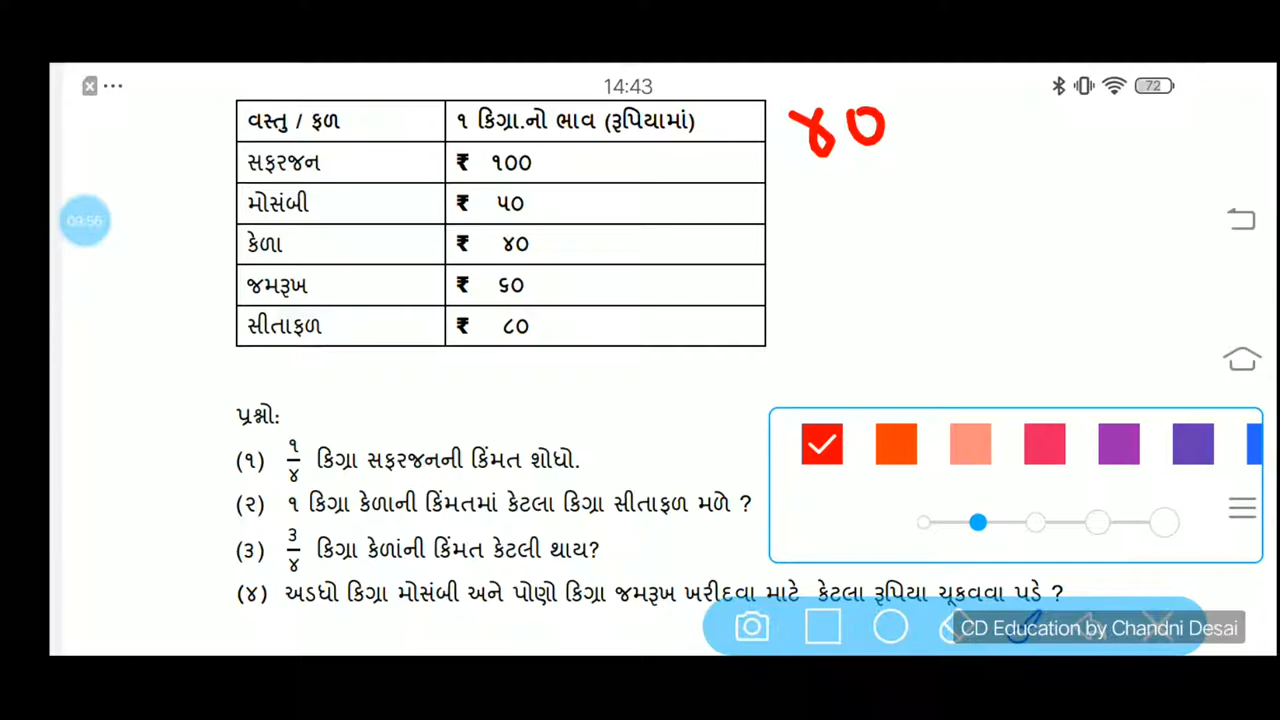 14:43
72
વસ્તુ / ફળ ૧ કિગ્રા.નો ભાવ (રૂપિયામાં)
૪૦
સફરજન ₹ ૧૦૦
મોસંબી ₹ ૫૦
09:56
કેળા ₹ ૪૦
જમરૂખ ₹ ૬૦
સીતાફળ ₹ ૮૦
પ્રશ્નો:
(૧) ૧/૪ કિગ્રા સફરજનની કિંમત શોધો.
(૨) ૧ કિગ્રા કેળાની કિંમતમાં કેટલા કિગ્રા સીતાફળ મળે ?
(૩) ૩/૪ કિગ્રા કેળાંની કિંમત કેટલી થાય?
(૪) અડધો કિગ્રા મોસંબી અને પોણો કિગ્રા જમરૂખ ખરીદવા માટે કેટલા રૂપિયા ચૂકવવા પડે ?
CD Education by Chandni Desai